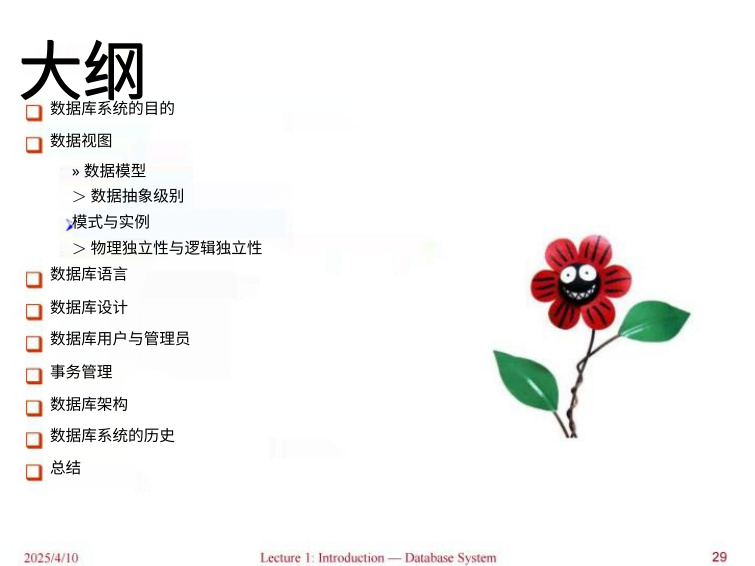 大纲
数据库系统的目的
数据视图
» 数据模型
＞ 数据抽象级别
模式与实例
＞ 物理独立性与逻辑独立性
数据库语言
数据库设计
数据库用户与管理员
事务管理
数据库架构
数据库系统的历史
总结
2025/4/10 Lecture 1: Introduction — Database System 29